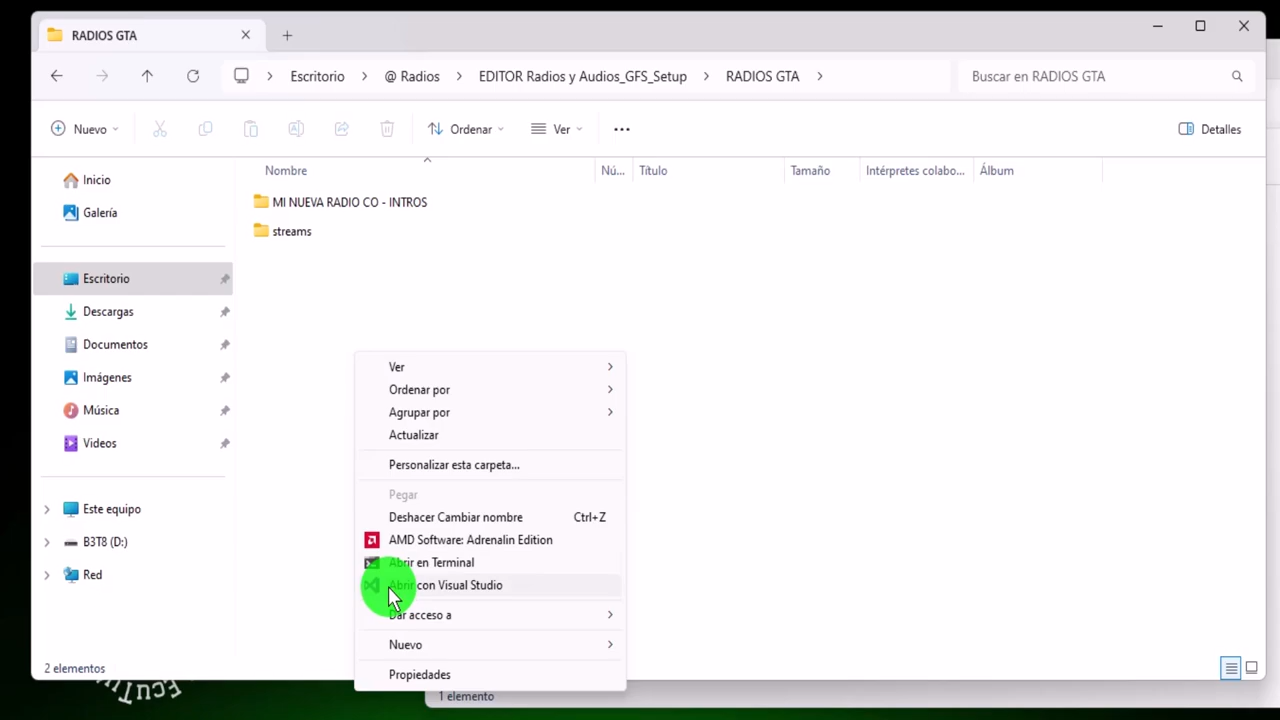 RADIOS GTA
Escritorio
@ Radios
EDITOR Radios y Audios_GFS_Setup
RADIOS GTA
Buscar en RADIOS GTA
Nuevo
Ordenar
Ver
Detalles
Nombre
Nú...
Título
Tamaño
Intérpretes colabo...
Álbum
Inicio
Galería
Escritorio
Descargas
Documentos
Imágenes
Música
Videos
Este equipo
B3T8 (D:)
Red
MI NUEVA RADIO CO - INTROS
streams
Ver
Ordenar por
Agrupar por
Actualizar
Personalizar esta carpeta...
Pegar
Deshacer Cambiar nombre Ctrl+Z
AMD Software: Adrenalin Edition
Abrir en Terminal
Abrir con Visual Studio
Dar acceso a
Nuevo
Propiedades
2 elementos
1 elemento